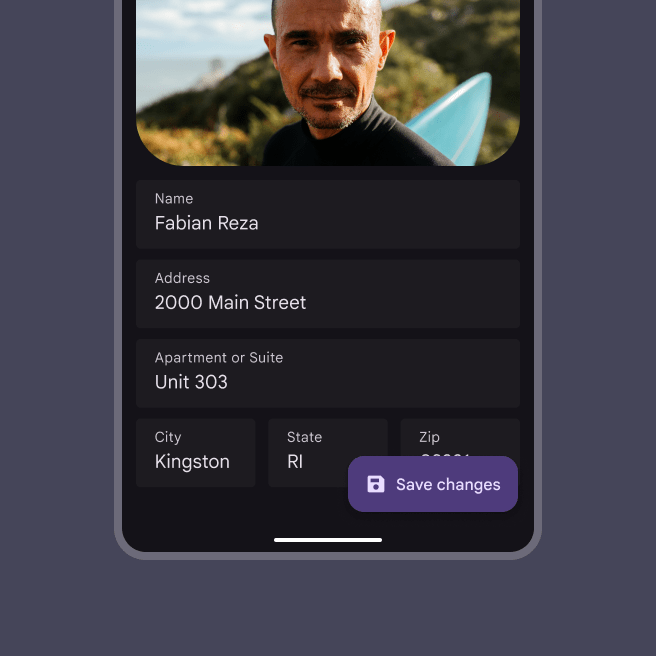 Name
Fabian Reza
Address
2000 Main Street
Apartment or Suite
Unit 303
City
State
Zip
Kingston
RI
Save changes